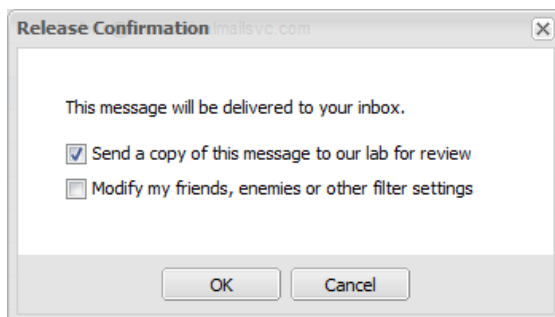 Release Confirmation
This message will be delivered to your inbox.
Send a copy of this message to our lab for review
Modify my friends, enemies or other filter settings
OK Cancel